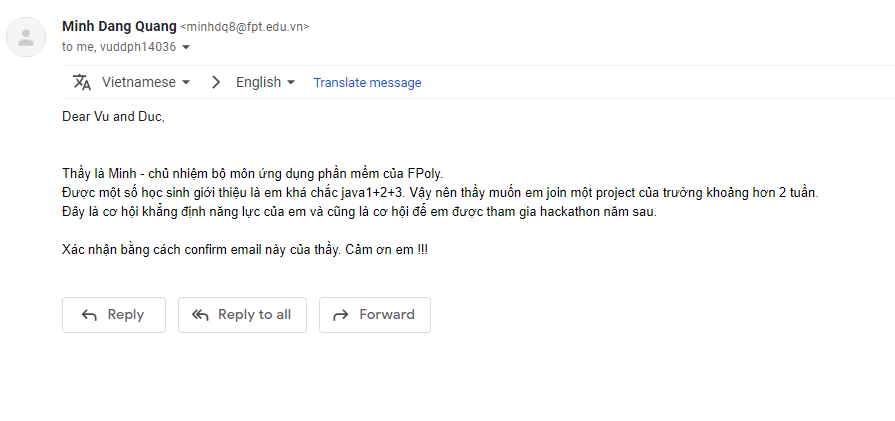 Minh Dang Quang <minhdq8@fpt.edu.vn>
to me, vuddph14036
Vietnamese > English Translate message
Dear Vu and Duc,
Thầy là Minh - chủ nhiệm bộ môn ứng dụng phần mềm của FPoly.
Được một số học sinh giới thiệu là em khá chắc java1+2+3. Vậy nên thầy muốn em join một project của trường khoảng hơn 2 tuần.
Đây là cơ hội khẳng định năng lực của em và cũng là cơ hội để em được tham gia hackathon năm sau.
Xác nhận bằng cách confirm email này của thầy. Cảm ơn em !!!
Reply Reply to all Forward